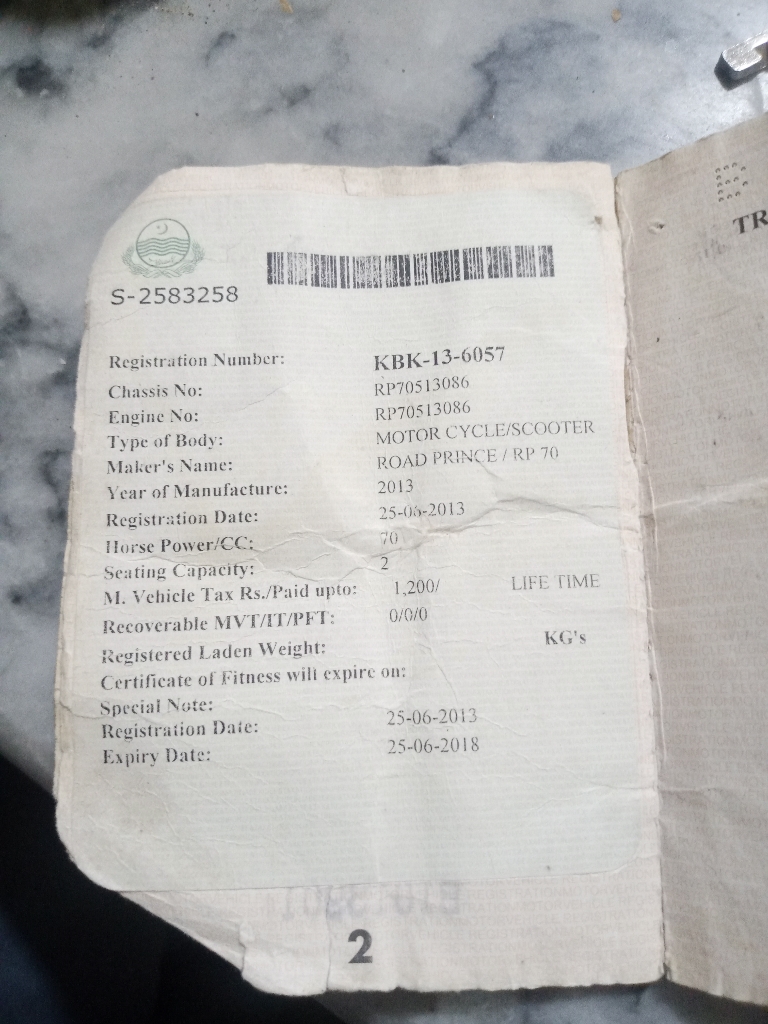 S-2583258
Registration Number: KBK-13-6057
Chassis No: RP70513086
Engine No: RP70513086
Type of Body: MOTOR CYCLE/SCOOTER
Maker's Name: ROAD PRINCE / RP 70
Year of Manufacture: 2013
Registration Date: 25-06-2013
Horse Power/CC: 70
Seating Capacity: 2
M. Vehicle Tax Rs./Paid upto: 1,200/ LIFE TIME
Recoverable MVT/IT/PFT: 0/0/0
Registered Laden Weight: KG's
Certificate of Fitness will expire on:
Special Note:
Registration Date: 25-06-2013
Expiry Date: 25-06-2018
2
TR